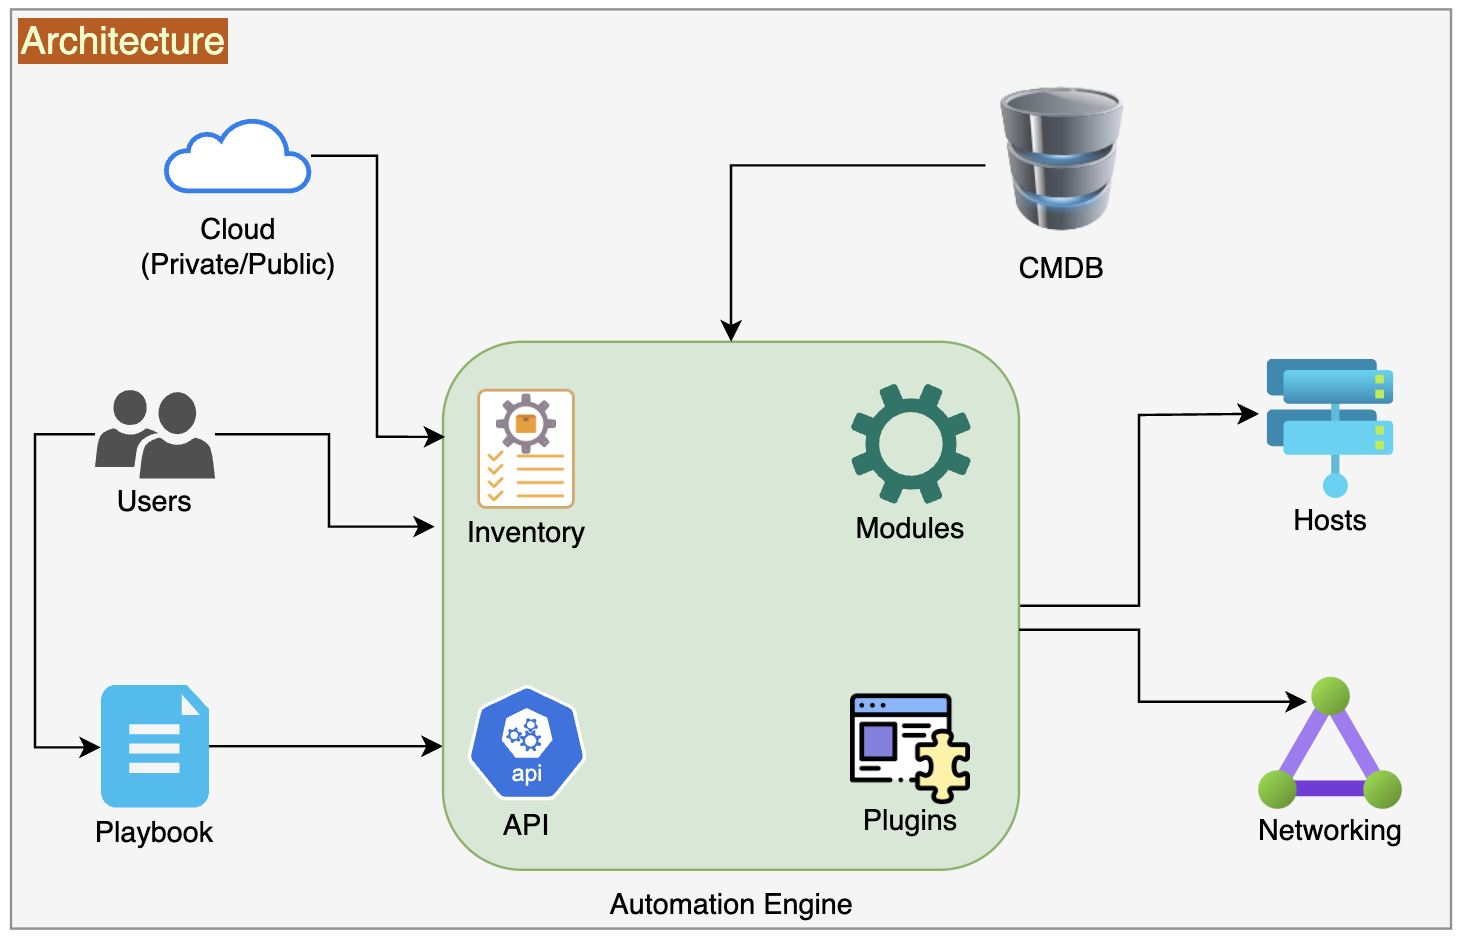 Architecture
Cloud
(Private/Public)
CMDB
Users
Inventory
Modules
Hosts
api
Playbook
API
Plugins
Networking
Automation Engine